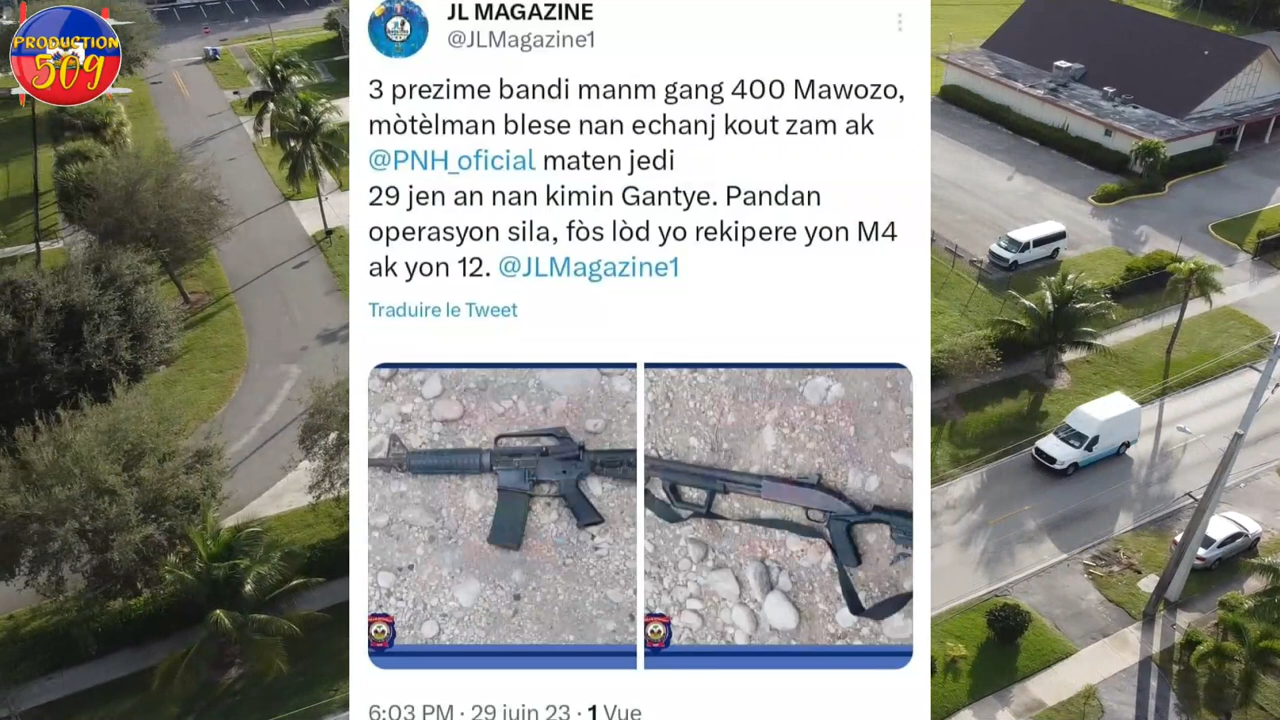 PRODUCTION
509
JL MAGAZINE
@JLMagazine1
3 prezime bandi manm gang 400 Mawozo,
mòtèlman blese nan echanj kout zam ak
@PNH_oficial maten jedi
29 jen an nan kimin Gantye. Pandan
operasyon sila, fòs lòd yo rekipere yon M4
ak yon 12. @JLMagazine1
Traduire le Tweet
6:03 PM · 29 juin 23 · 1 Vue